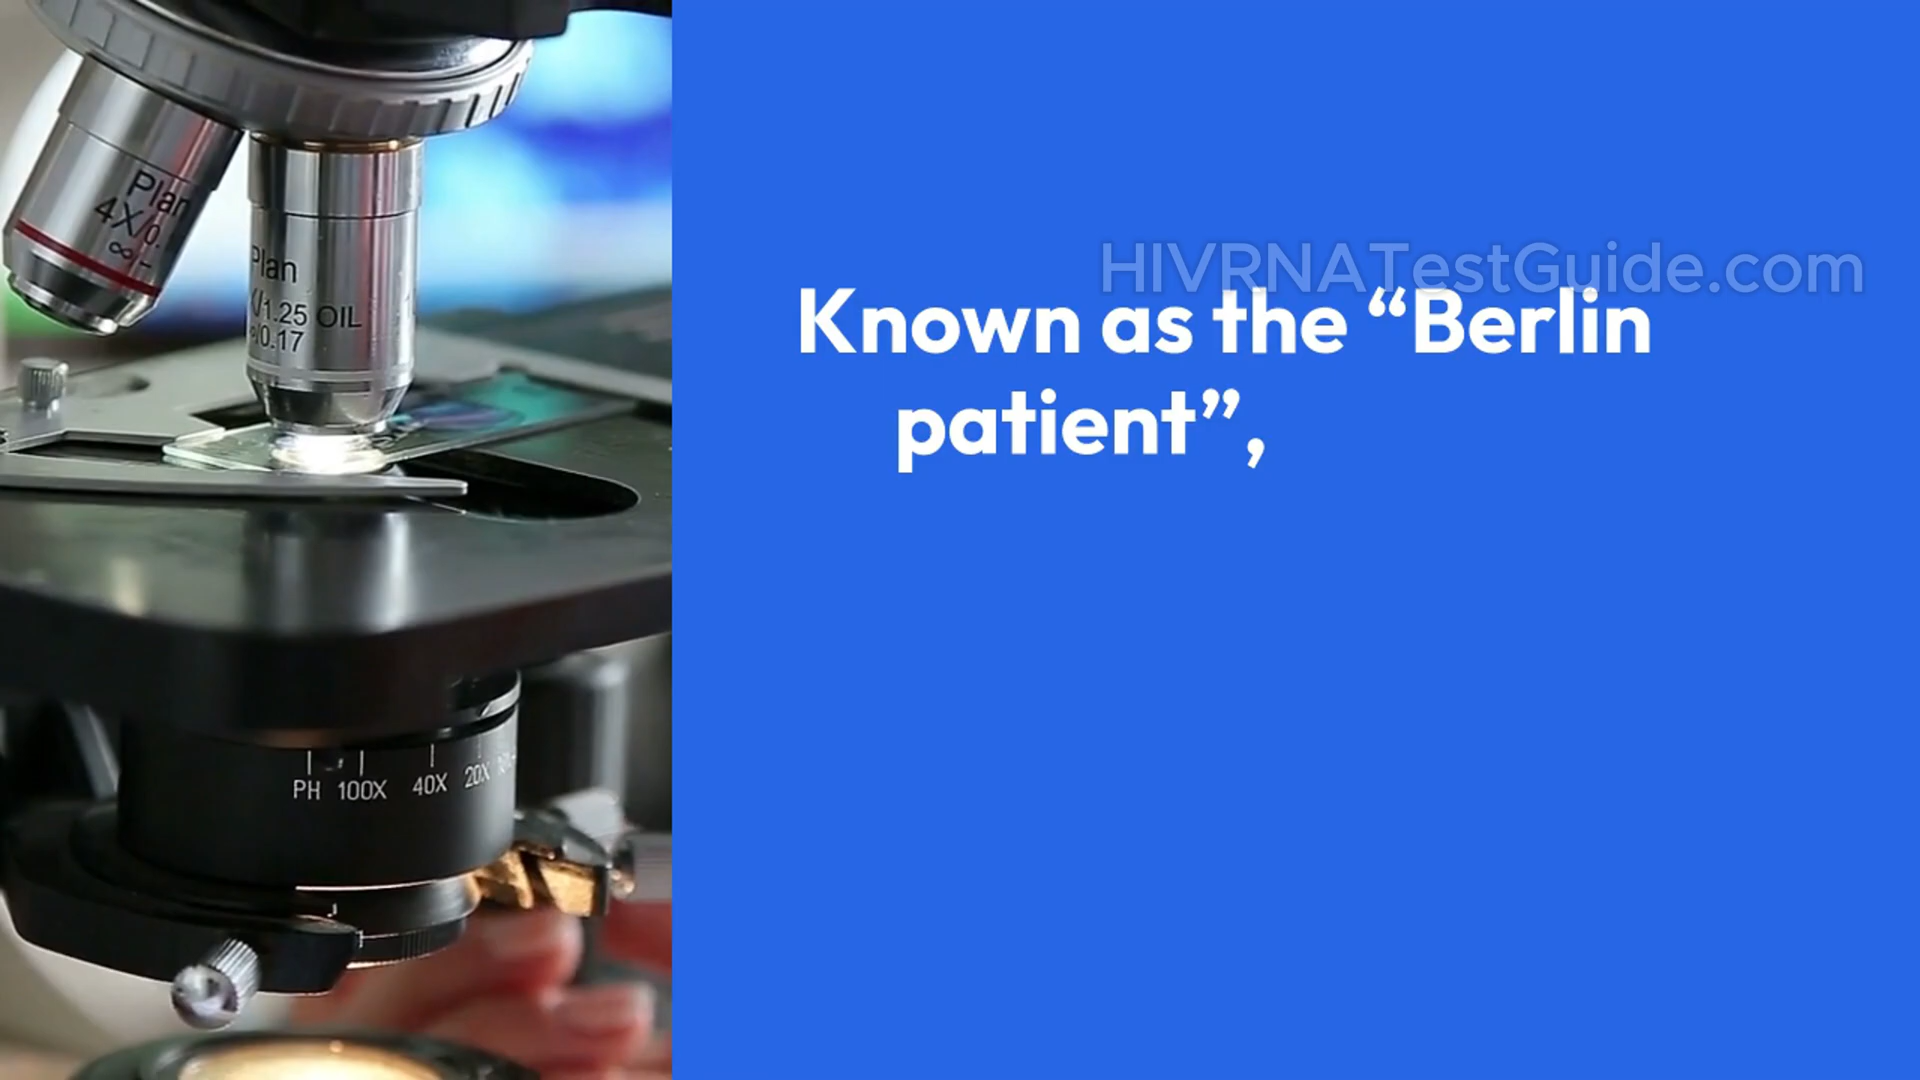 Plan
4X/0.
∞-
Plan
X/1.25 OIL
0.17
HIVRNATestGuide.com
Known as the “Berlin
patient”,
PH 100X 40X 20X